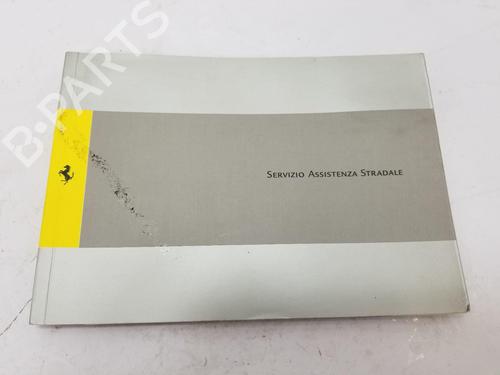 B-PARTS
SERVIZIO ASSISTENZA STRADALE